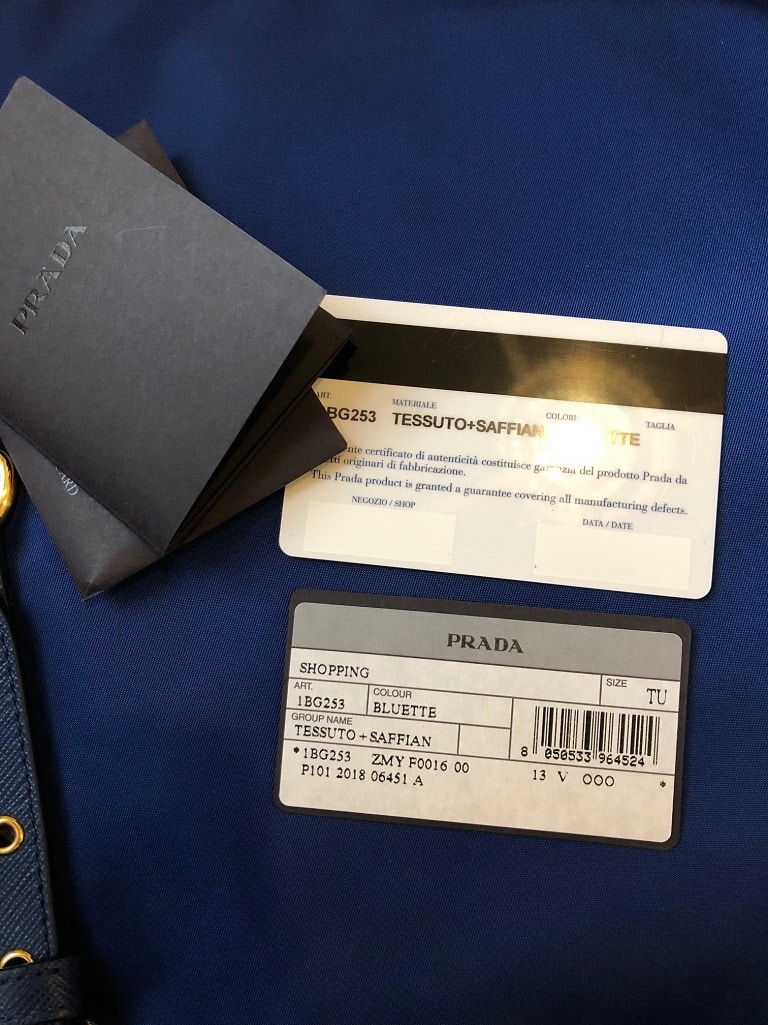 PRADA
ARD
ART.
MATERIALE
COLORE
TAGLIA
BG253
TESSUTO+SAFFIAN
TTE
nte certificato di autenticità costituisce garanzia del prodotto Prada da
originari di fabbricazione.
This Prada product is granted a guarantee covering all manufacturing defects.
NEGOZIO / SHOP
DATA / DATE
PRADA
SHOPPING
SIZE
TU
ART.
1BG253
COLOUR
BLUETTE
GROUP NAME
TESSUTO+SAFFIAN
8 050533 964524
*1BG253 ZMY F0016 00
13 V 000 *
P101 2018 06451 A